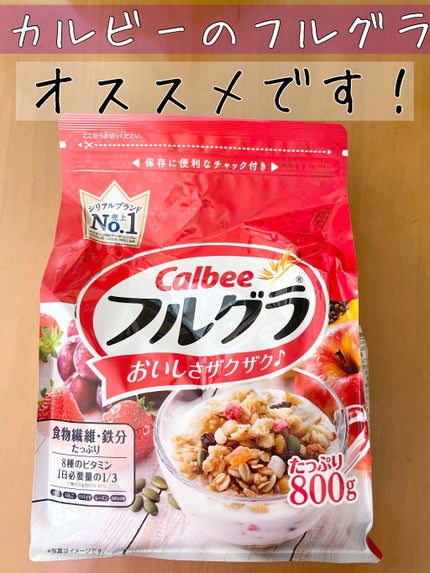 カルビーのフルグラ
オススメです！
ここからお切りください。
◀ 保存に便利なチャック付き ▶
シリアルブランド
売上
No.1
Calbee®
フルグラ
おいしさザクザク♪
食物繊維・鉄分
たっぷり
8種のビタミン
1日必要量の1/3
たっぷり
800g
*写真はイメージです。